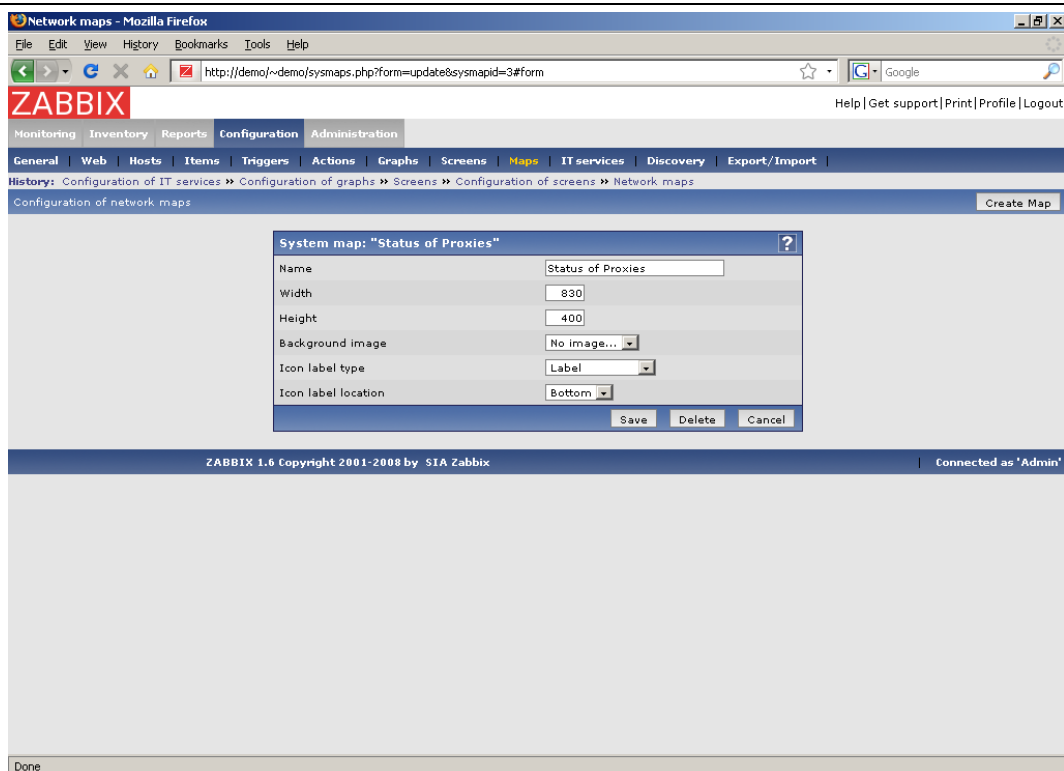 Network maps - Mozilla Firefox
File Edit View History Bookmarks Tools Help
http://demo/~demo/sysmaps.php?form=update&sysmapid=3#form
G Google
ZABBIX
Help|Get support|Print|Profile|Logout
Monitoring Inventory Reports Configuration Administration
General | Web | Hosts | Items | Triggers | Actions | Graphs | Screens | Maps | IT services | Discovery | Export/Import |
History: Configuration of IT services » Configuration of graphs » Screens » Configuration of screens » Network maps
Configuration of network maps Create Map
System map: "Status of Proxies" ?
Name Status of Proxies
Width 830
Height 400
Background image No image...
Icon label type Label
Icon label location Bottom
Save Delete Cancel
ZABBIX 1.6 Copyright 2001-2008 by SIA Zabbix | Connected as 'Admin'
Done